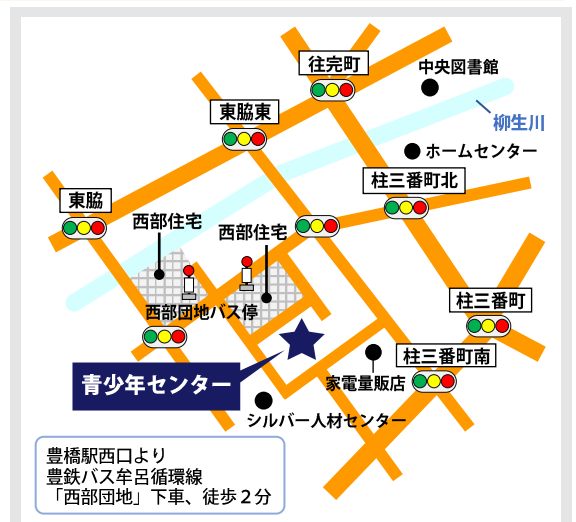 往完町
中央図書館
東脇東
柳生川
ホームセンター
柱三番町北
東脇
西部住宅
西部住宅
柱三番町
西部団地バス停
柱三番町南
青少年センター
家電量販店
シルバー人材センター
豊橋駅西口より
豊鉄バス牟呂循環線
「西部団地」下車、徒歩２分